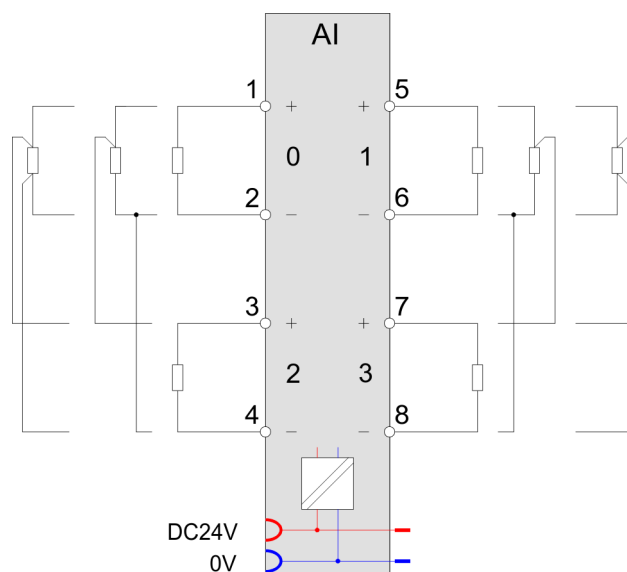 AI
1 + + 5
0 1
2 – – 6
3 + + 7
2 3
4 – – 8
DC24V
0V